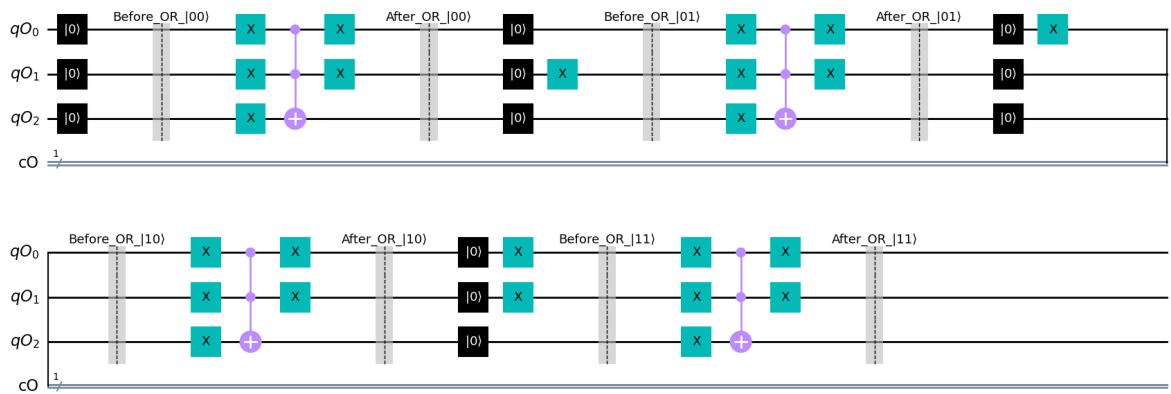 Before_OR_|00⟩ After_OR_|00⟩ Before_OR_|01⟩ After_OR_|01⟩
qO₀ |0⟩ X X |0⟩ X X |0⟩ X
qO₁ |0⟩ X X |0⟩ X X X |0⟩
qO₂ |0⟩ X |0⟩ X |0⟩
cO 1
Before_OR_|10⟩ After_OR_|10⟩ Before_OR_|11⟩ After_OR_|11⟩
qO₀ X X |0⟩ X X X
qO₁ X X |0⟩ X X X
qO₂ X |0⟩ X
cO 1